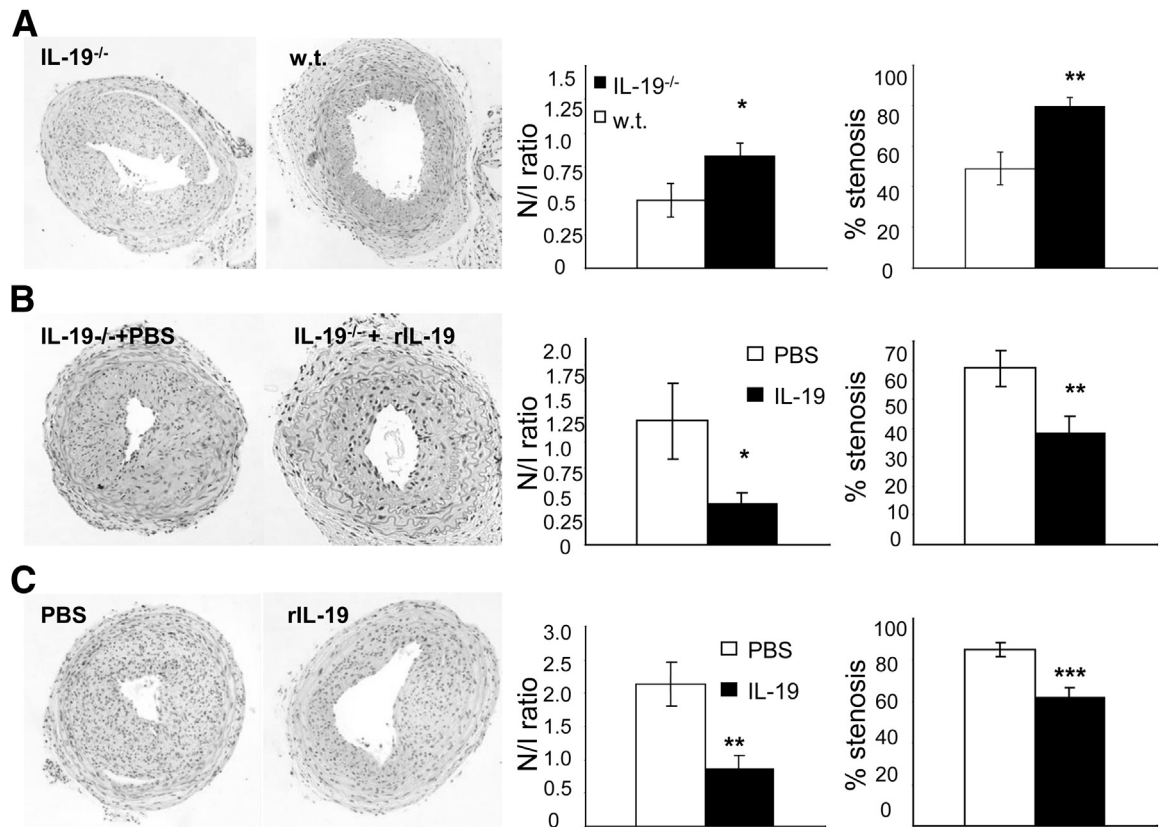 A
IL-19-/-
w.t.
1.5
1.25
1.0
0.75
0.5
0.25
0
N/I ratio
IL-19-/-
w.t.
*
100
80
60
40
20
0
% stenosis
**
B
IL-19-/-+PBS
IL-19-/-+ rIL-19
2.0
1.75
1.5
1.25
1.0
0.75
0.5
0.25
0
N/I ratio
PBS
IL-19
*
70
60
50
40
30
20
10
0
% stenosis
**
C
PBS
rIL-19
3.0
2.5
2.0
1.5
1.0
0.5
0
N/I ratio
PBS
IL-19
**
100
80
60
40
20
0
% stenosis
***